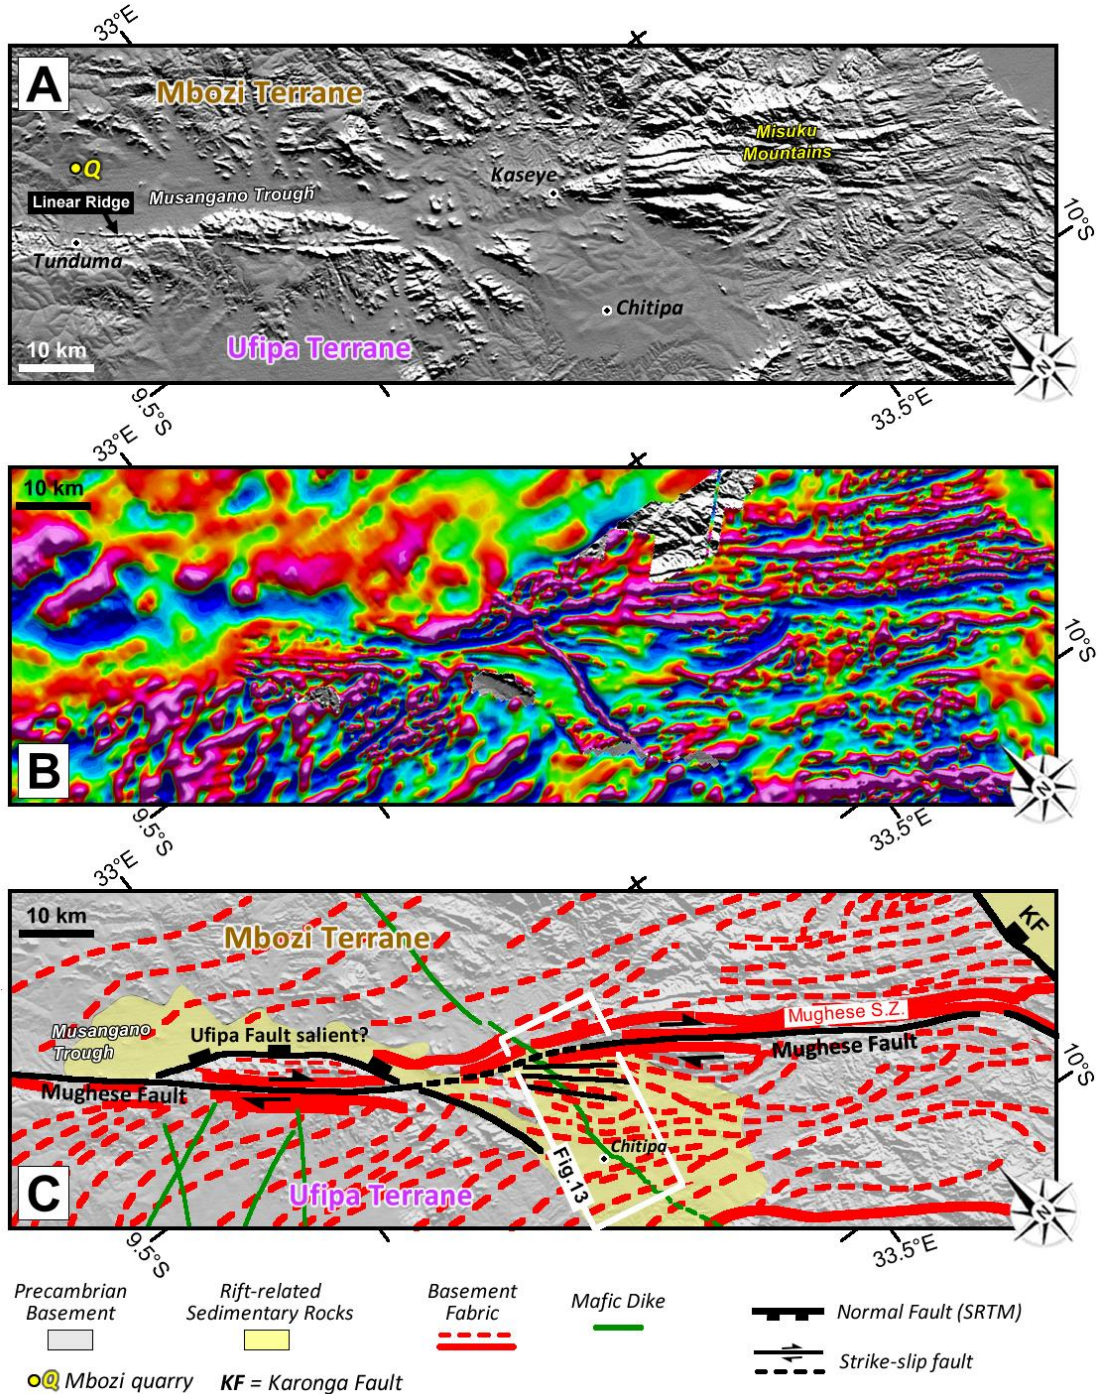 33°E
A
Mbozi Terrane
Misuku
Mountains
Q
Kaseye
Musangano Trough
Linear Ridge
10°S
Tunduma
Chitipa
Ufipa Terrane
10 km
N
9.5°S
33.5°E
33°E
10 km
10°S
B
N
9.5°S
33.5°E
33°E
10 km
KF
Mbozi Terrane
Mughese S.Z.
Musangano
Trough
Ufipa Fault salient?
Mughese Fault
10°S
Mughese Fault
Chitipa
Fig.13
C
Ufipa Terrane
N
9.5°S
33.5°E
Precambrian
Basement
Rift-related
Sedimentary Rocks
Basement
Fabric
Mafic Dike
Normal Fault (SRTM)
Strike-slip fault
Q Mbozi quarry
KF = Karonga Fault